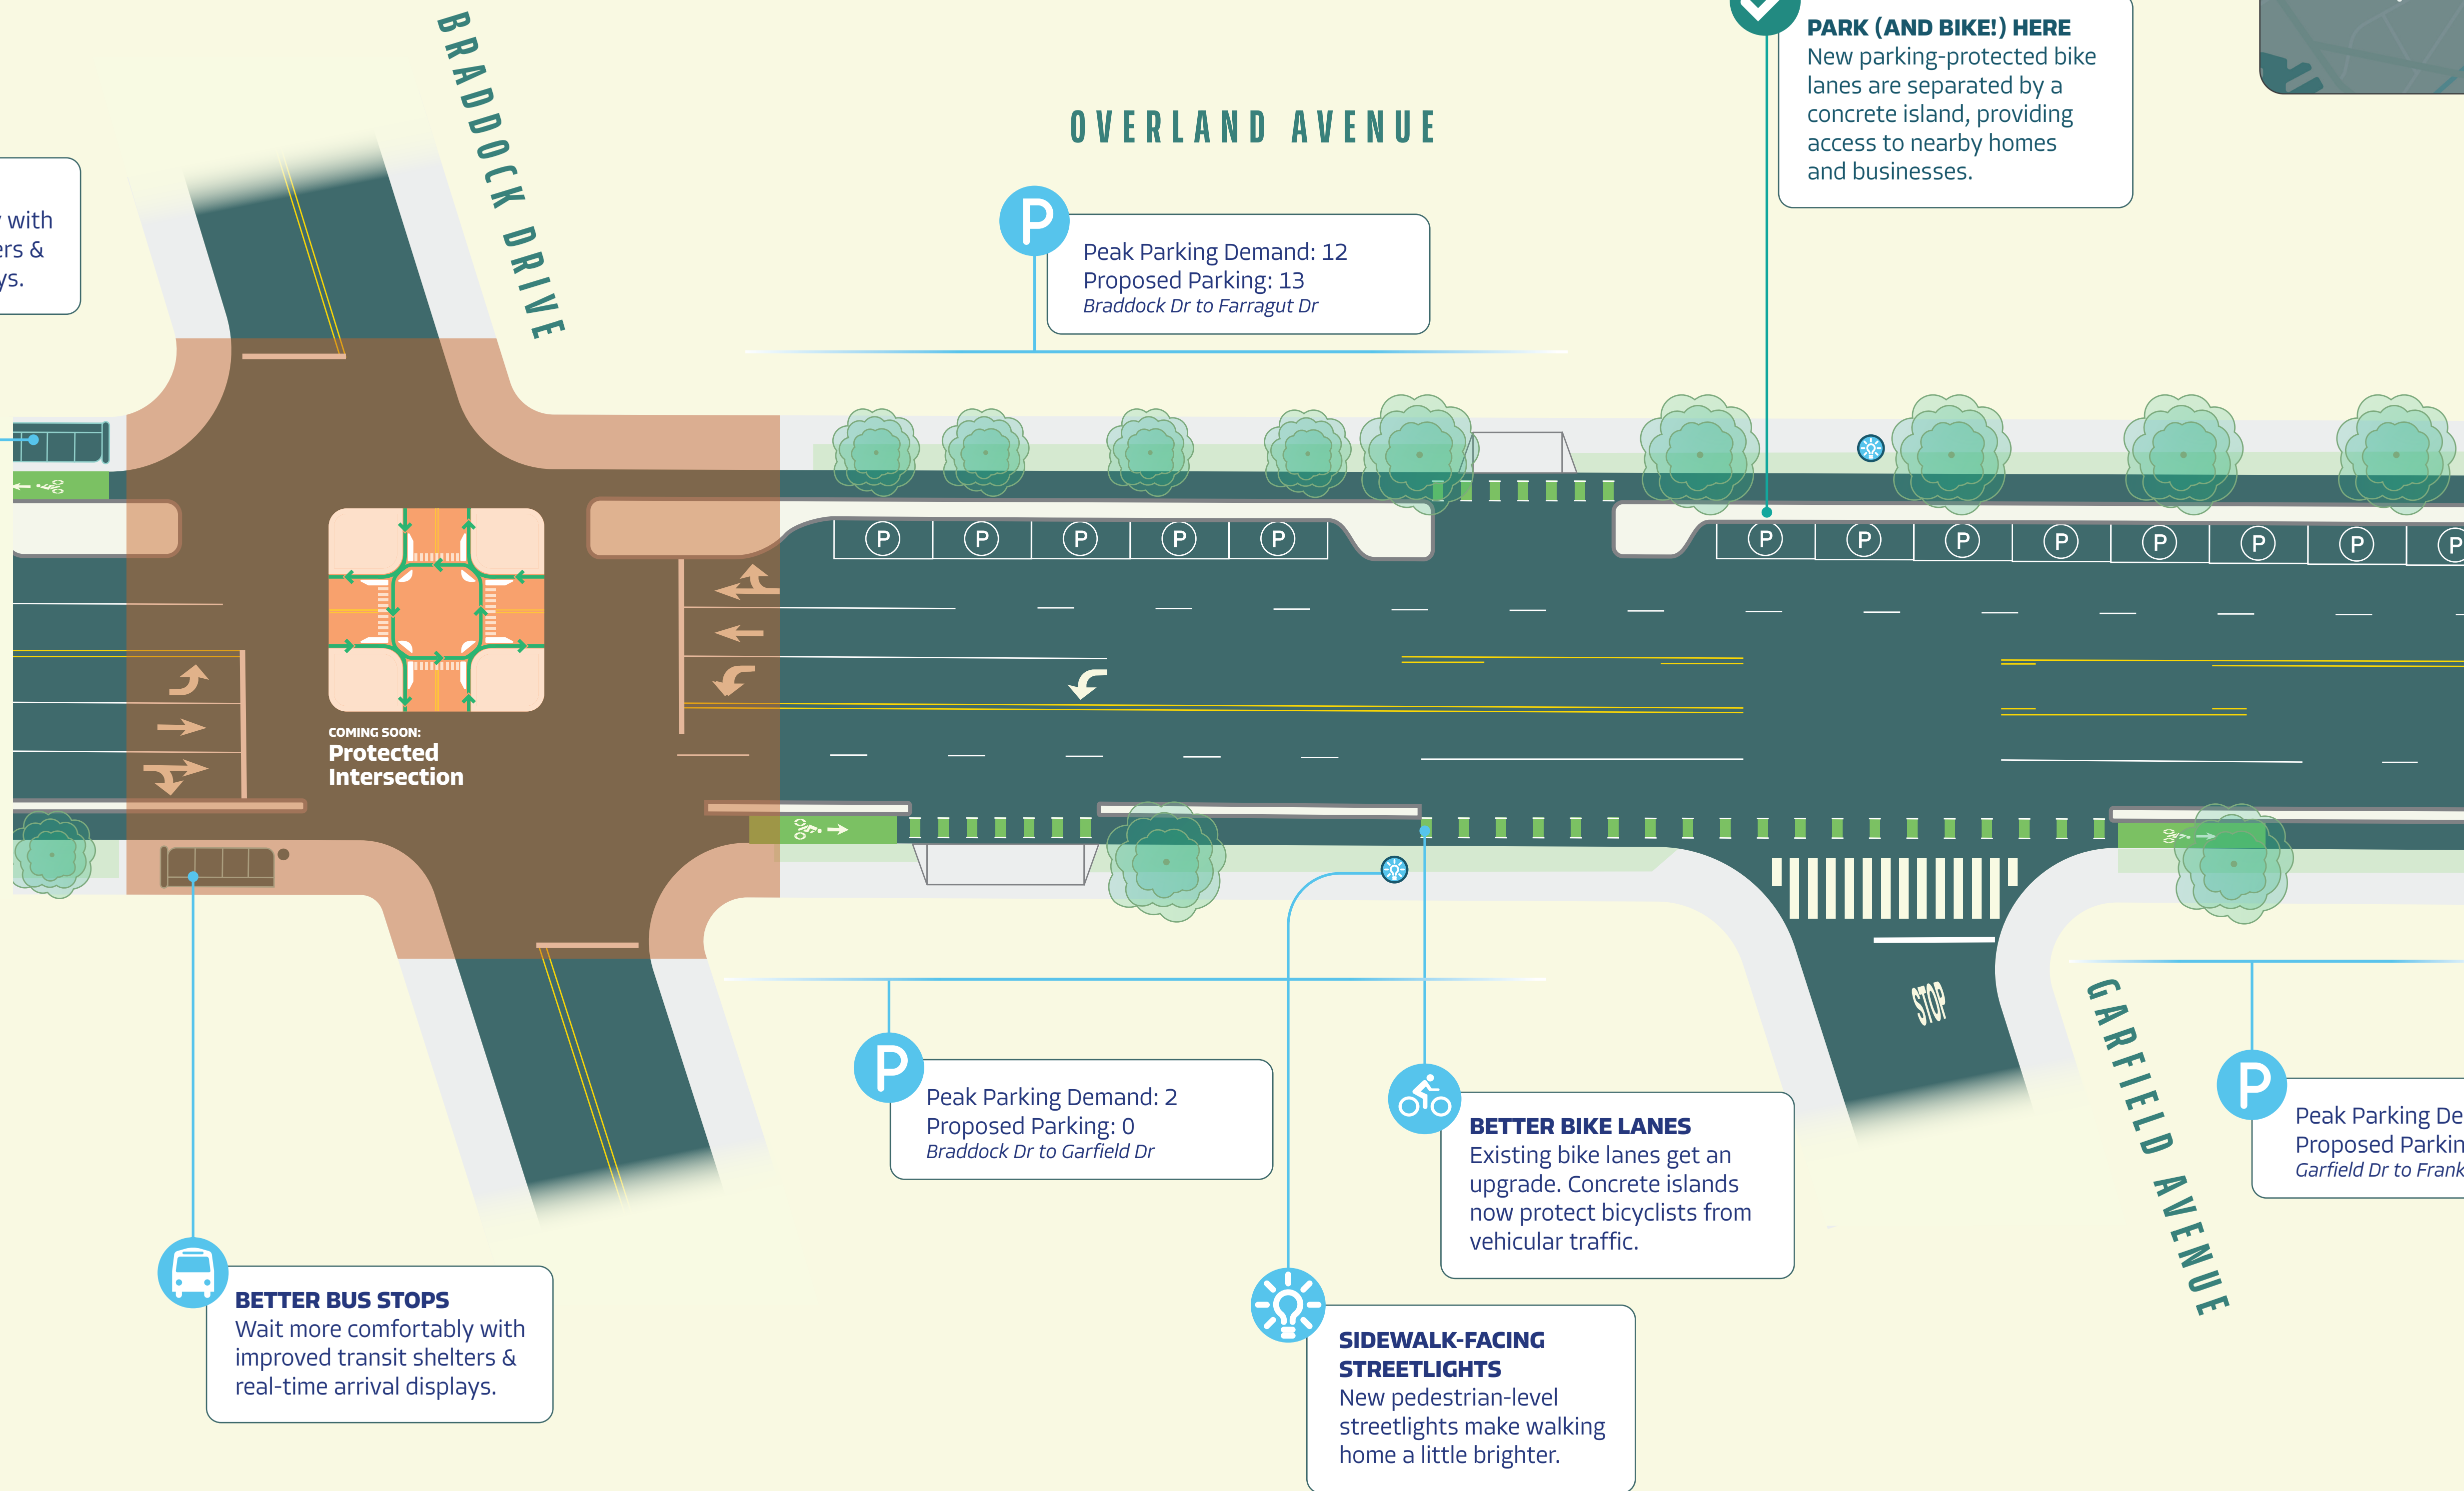 BRADDOCK DRIVE
OVERLAND AVENUE
PARK (AND BIKE!) HERE
New parking-protected bike
lanes are separated by a
concrete island, providing
access to nearby homes
and businesses.
with
&
P
Peak Parking Demand: 12
Proposed Parking: 13
Braddock Dr to Farragut Dr
P P P P P P P P P P P P P
COMING SOON:
Protected
Intersection
STOP
GARFIELD AVENUE
P
Peak Parking Demand: 2
Proposed Parking: 0
Braddock Dr to Garfield Dr
BETTER BIKE LANES
Existing bike lanes get an
upgrade. Concrete islands
now protect bicyclists from
vehicular traffic.
P
Peak Parking De
Proposed Parkin
Garfield Dr to Frank
BETTER BUS STOPS
Wait more comfortably with
improved transit shelters &
real-time arrival displays.
SIDEWALK-FACING
STREETLIGHTS
New pedestrian-level
streetlights make walking
home a little brighter.